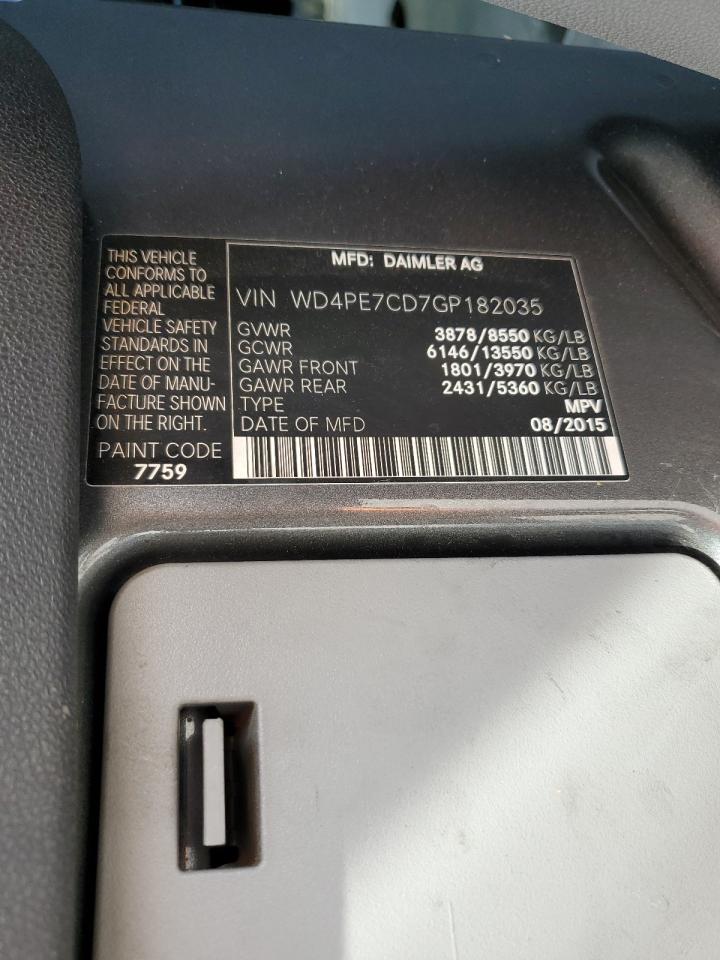 THIS VEHICLE
CONFORMS TO
ALL APPLICABLE
FEDERAL
VEHICLE SAFETY
STANDARDS IN
EFFECT ON THE
DATE OF MANU-
FACTURE SHOWN
ON THE RIGHT.
PAINT CODE
7759
MFD: DAIMLER AG
VIN WD4PE7CD7GP182035
GVWR 3878/8550 KG/LB
GCWR 6146/13550 KG/LB
GAWR FRONT 1801/3970 KG/LB
GAWR REAR 2431/5360 KG/LB
TYPE MPV
DATE OF MFD 08/2015